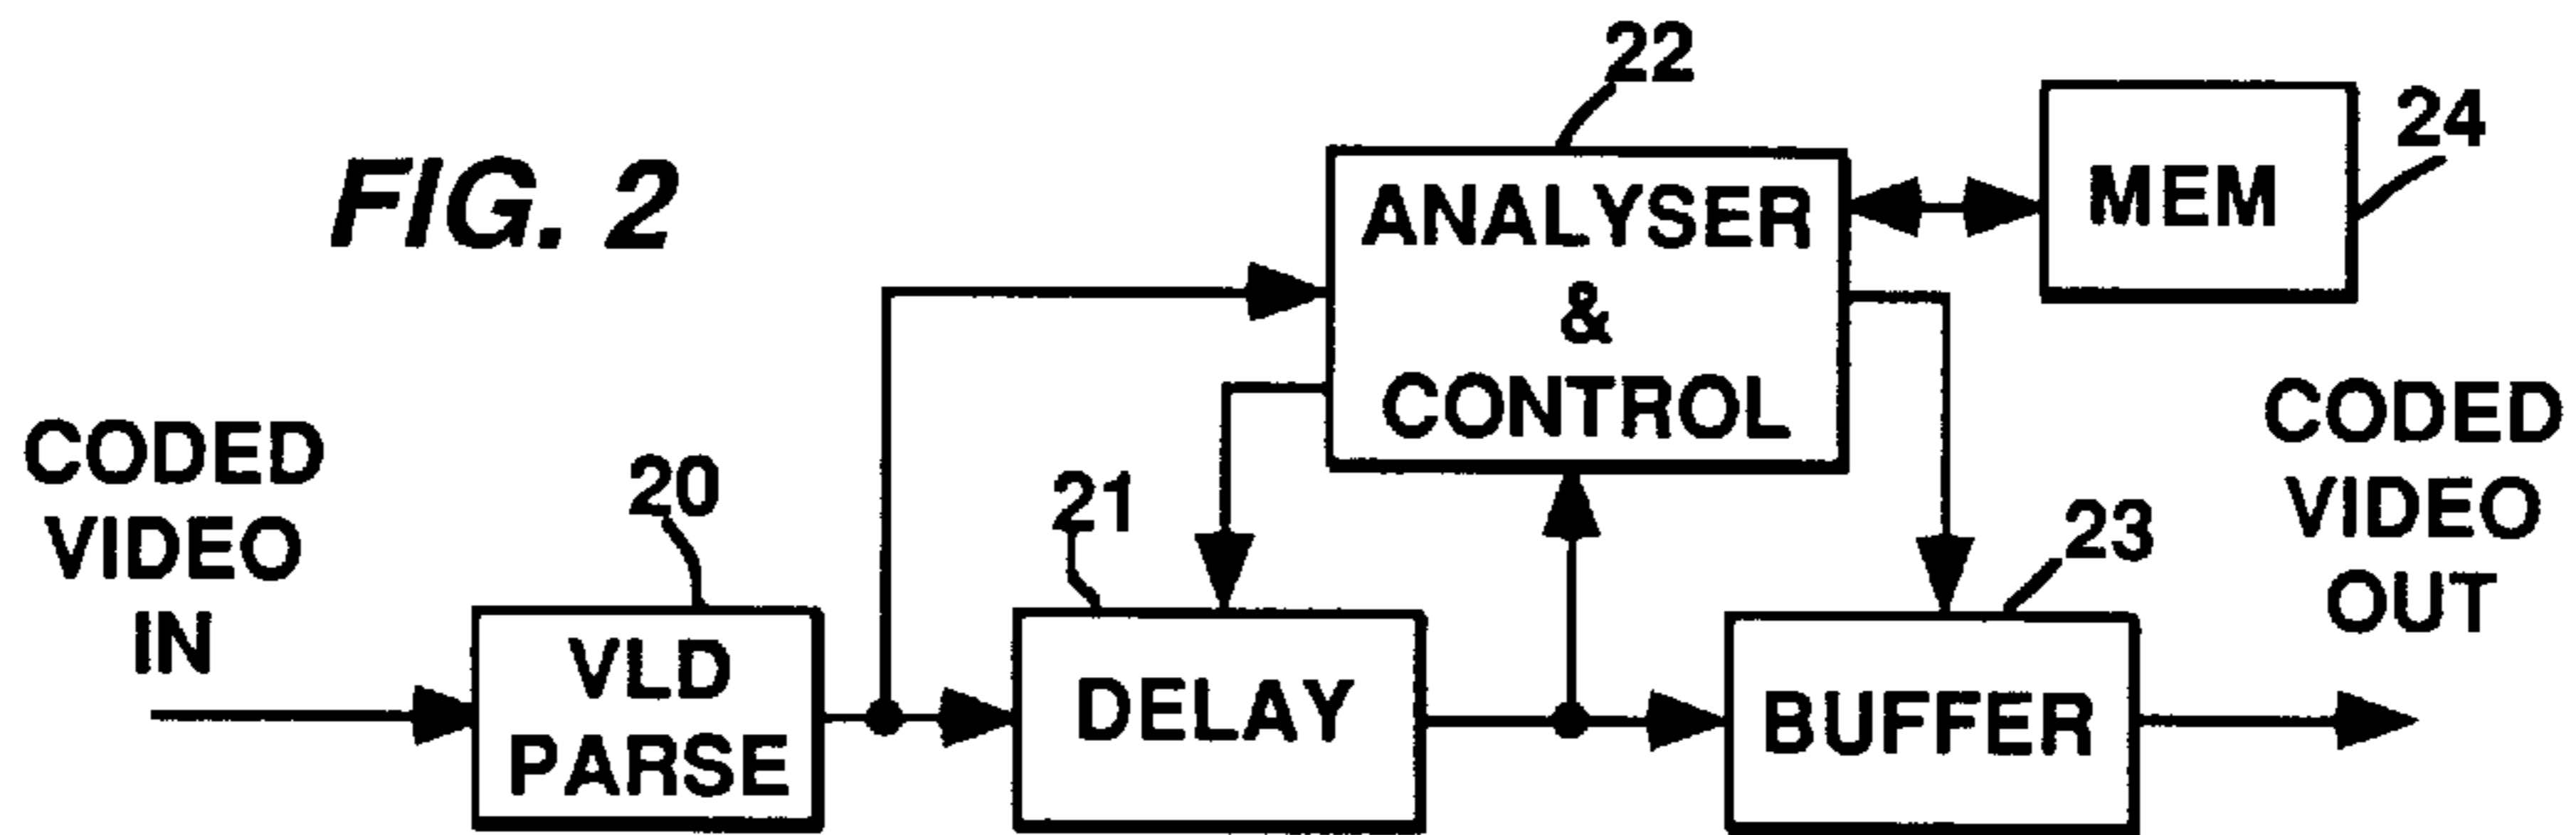 FIG. 2
22
24
ANALYSER
&
CONTROL
MEM
CODED
VIDEO
IN
20
21
23
CODED
VIDEO
OUT
VLD
PARSE
DELAY
BUFFER